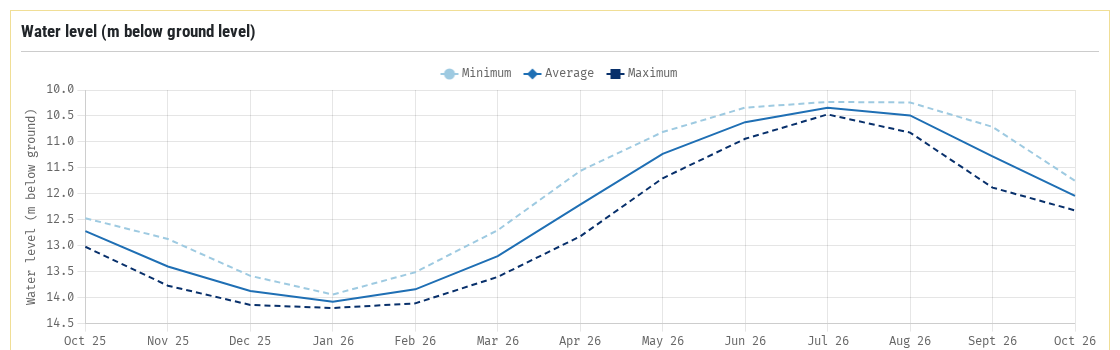 Water level (m below ground level)
Minimum Average Maximum
Water level (m below ground)
10.0
10.5
11.0
11.5
12.0
12.5
13.0
13.5
14.0
14.5
Oct 25 Nov 25 Dec 25 Jan 26 Feb 26 Mar 26 Apr 26 May 26 Jun 26 Jul 26 Aug 26 Sept 26 Oct 26